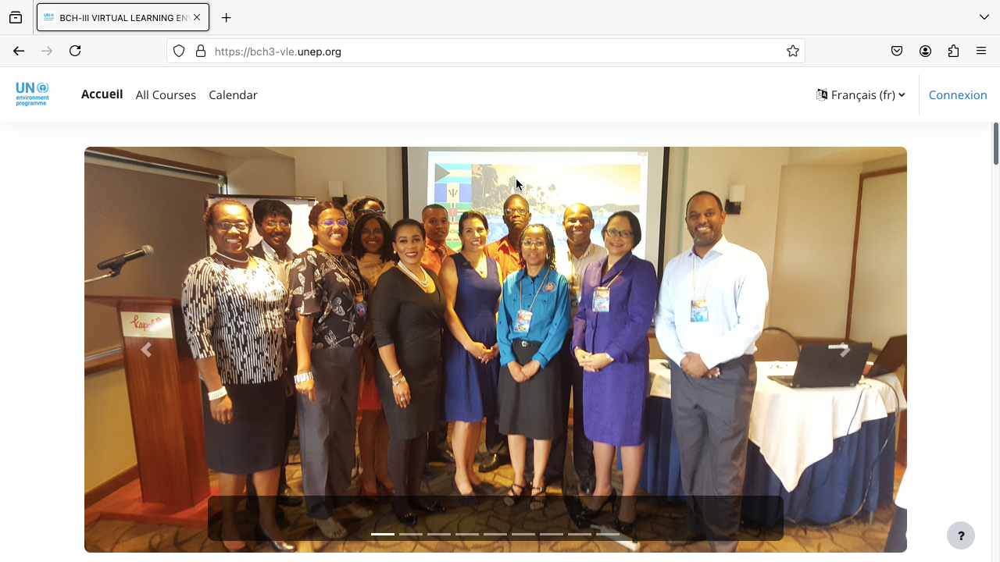 BCH-III VIRTUAL LEARNING EN
https://bch3-vle.unep.org
UN
environment
programme
Accueil
All Courses
Calendar
Français (fr)
Connexion
?